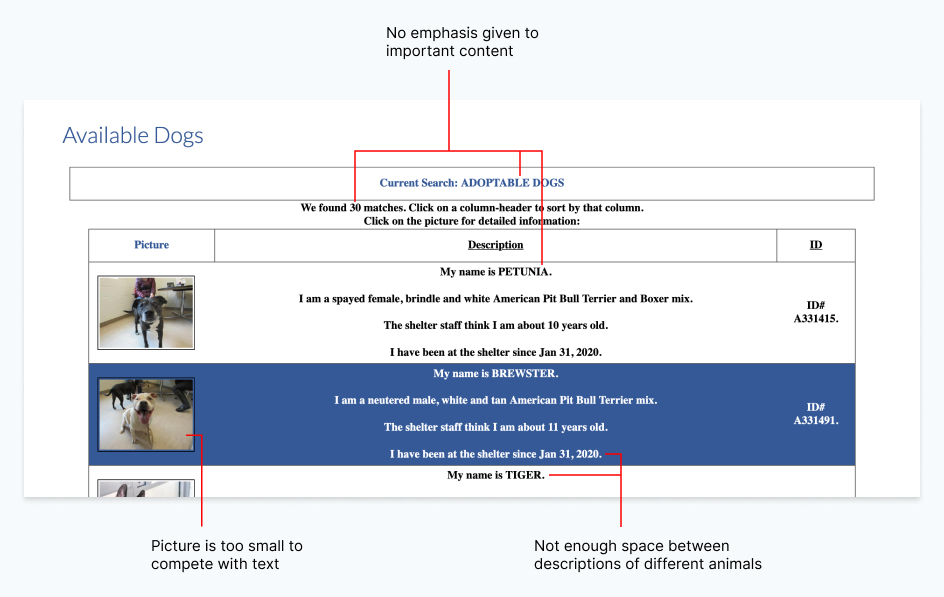 No emphasis given to
important content
Available Dogs
Current Search: ADOPTABLE DOGS
We found 30 matches. Click on a column-header to sort by that column.
Click on the picture for detailed information:
Picture
Description
ID
My name is PETUNIA.
I am a spayed female, brindle and white American Pit Bull Terrier and Boxer mix.
The shelter staff think I am about 10 years old.
I have been at the shelter since Jan 31, 2020.
ID#
A331415.
My name is BREWSTER.
I am a neutered male, white and tan American Pit Bull Terrier mix.
The shelter staff think I am about 11 years old.
I have been at the shelter since Jan 31, 2020.
ID#
A331491.
My name is TIGER.
Picture is too small to
compete with text
Not enough space between
descriptions of different animals